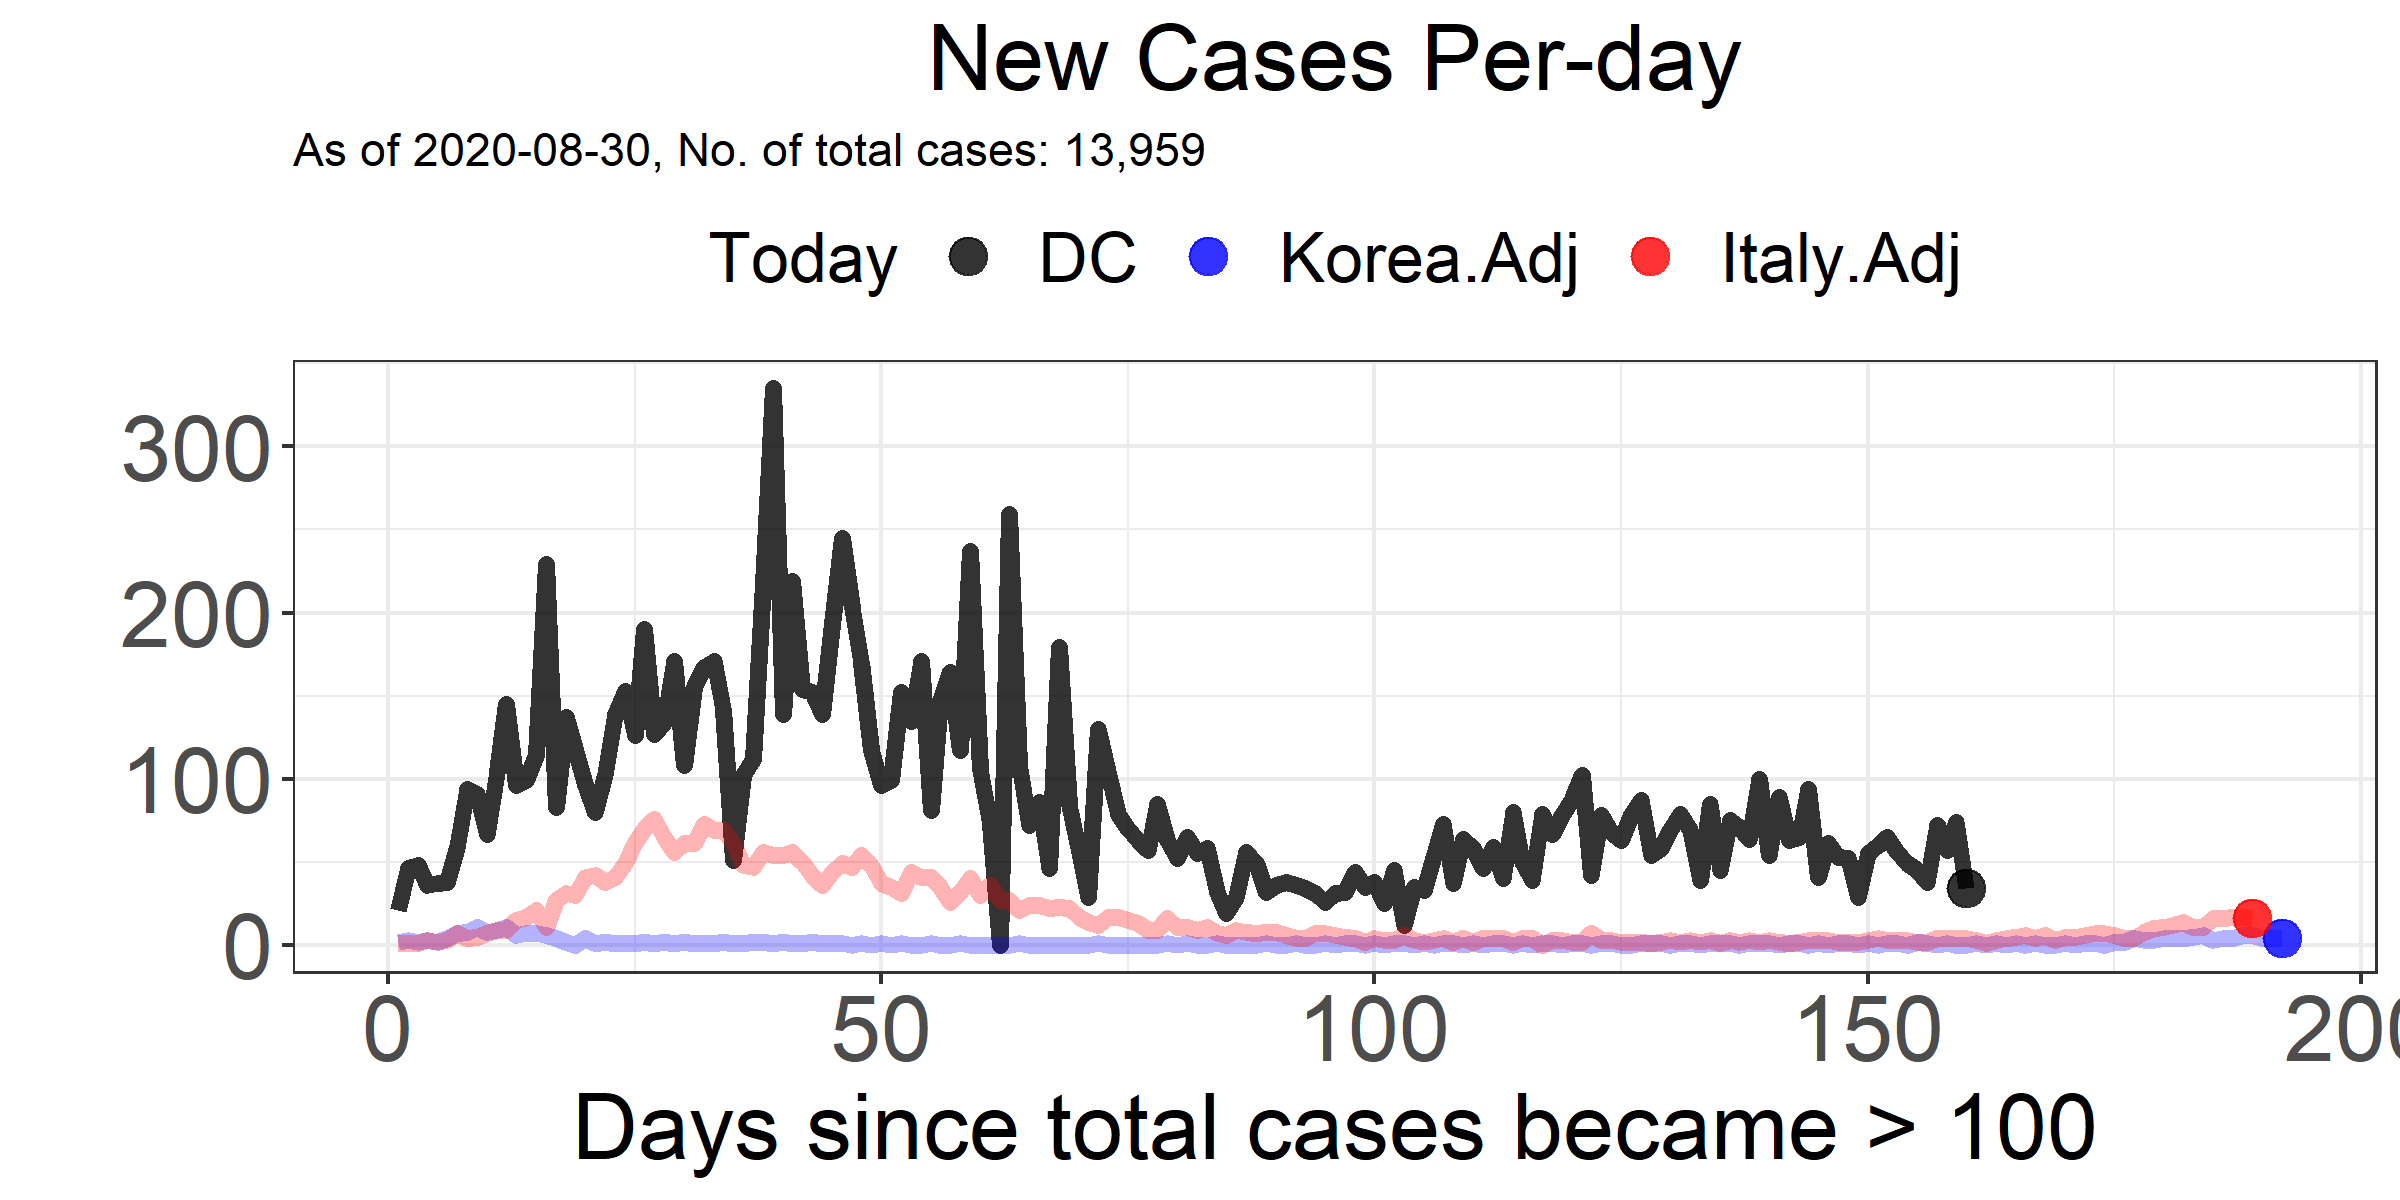 New Cases Per-day
As of 2020-08-30, No. of total cases: 13,959
Today DC Korea.Adj Italy.Adj
300
200
100
0
0 50 100 150 200
Days since total cases became > 100